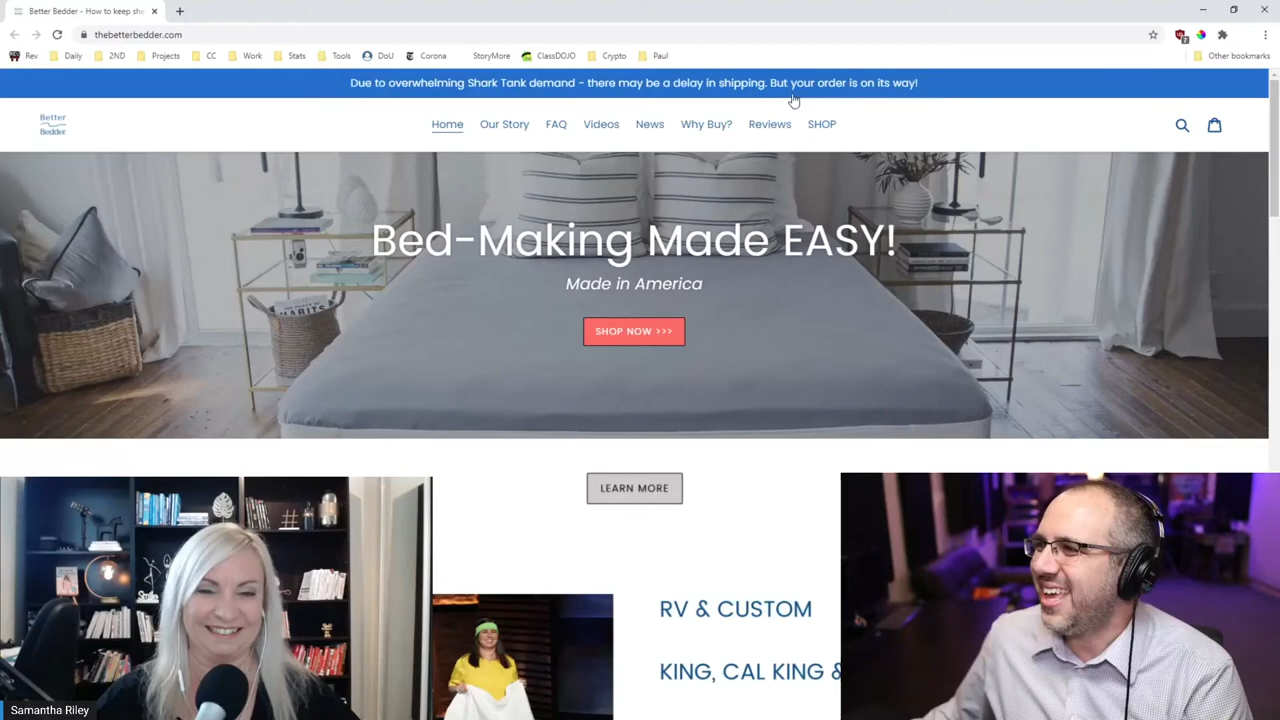 Better Bedder - How to keep she
thebetterbedder.com
Rev Daily 2ND Projects CC Work Stats Tools DoU Corona StoryMore ClassDOJO Crypto Paul Other bookmarks
Due to overwhelming Shark Tank demand - there may be a delay in shipping. But your order is on its way!
Better
Bedder
Home Our Story FAQ Videos News Why Buy? Reviews SHOP
Bed-Making Made EASY!
Made in America
SHOP NOW >>>
HABITS
LEARN MORE
RV & CUSTOM
KING, CAL KING &
Samantha Riley